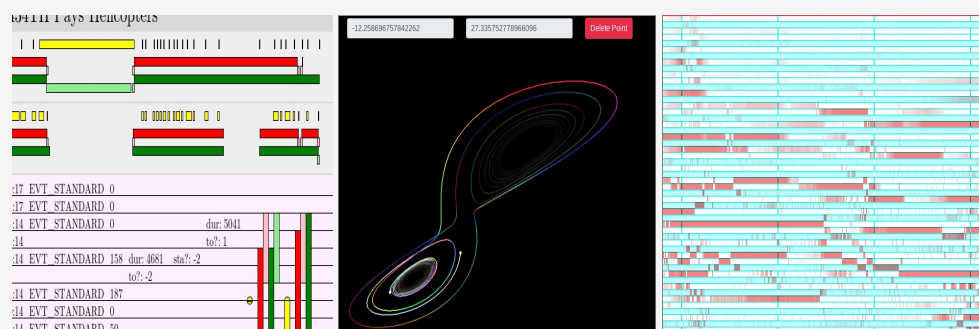 Pays Helicopters
:17 EVT_STANDARD 0
:17 EVT_STANDARD 0
:14 EVT_STANDARD 0 dur: 5041
:14 to?: 1
:14 EVT_STANDARD 158 dur: 4681 sta?: -2
to?: -2
:14 EVT_STANDARD 187
:14 EVT_STANDARD 0
:14 EVT_STANDARD 50
-12.258696757842262
27.335752778966096
Delete Point